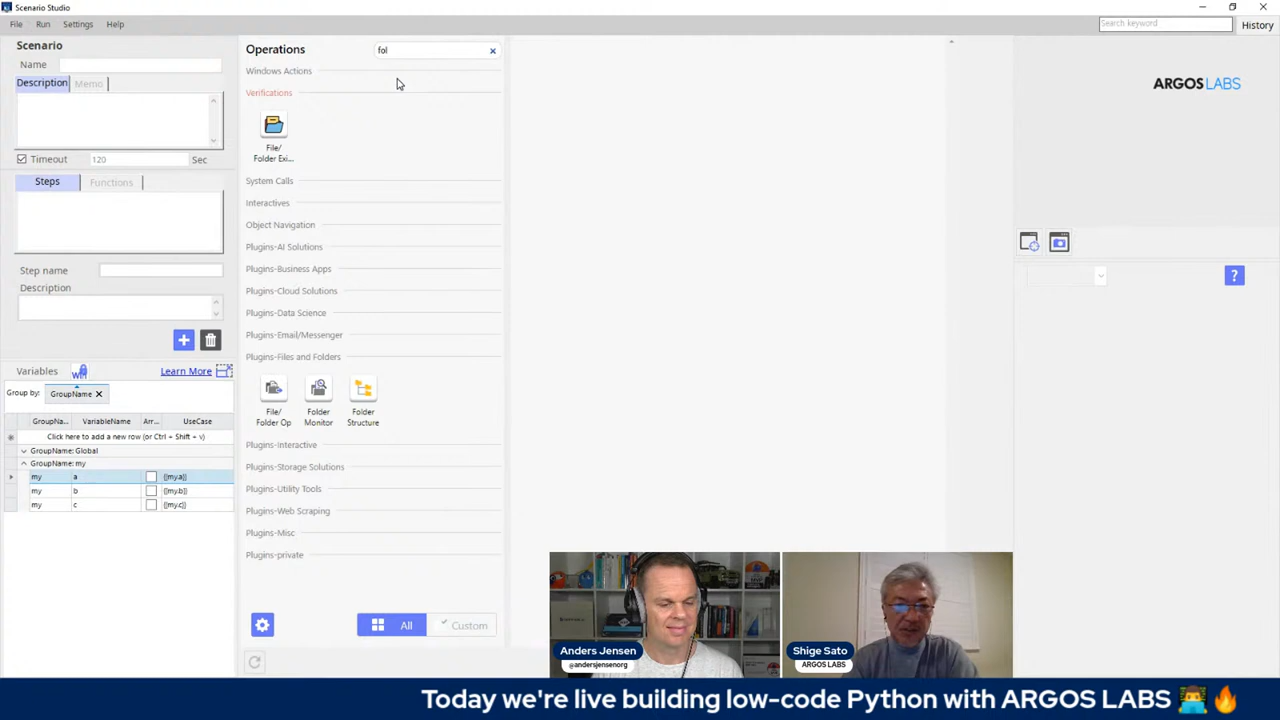 Scenario Studio
File Run Settings Help
Search keyword
History
Scenario
Name
Description Memo
Timeout 120 Sec
Steps Functions
Step name
Description
Variables
Learn More
Group by: GroupName
GroupNa... VariableName Arr... UseCase
Click here to add a new row (or Ctrl + Shift + v)
GroupName: Global
GroupName: my
my a {{my.a}}
my b {{my.b}}
my c {{my.c}}
Operations
fol
Windows Actions
Verifications
File/
Folder Exi...
System Calls
Interactives
Object Navigation
Plugins-AI Solutions
Plugins-Business Apps
Plugins-Cloud Solutions
Plugins-Data Science
Plugins-Email/Messenger
Plugins-Files and Folders
File/
Folder Op
Folder
Monitor
Folder
Structure
Plugins-Interactive
Plugins-Storage Solutions
Plugins-Utility Tools
Plugins-Web Scraping
Plugins-Misc
Plugins-private
All
Custom
ARGOS LABS
?
Anders Jensen
@andersjensenorg
Shige Sato
ARGOS LABS
Today we're live building low-code Python with ARGOS LABS 👨‍💻🔥